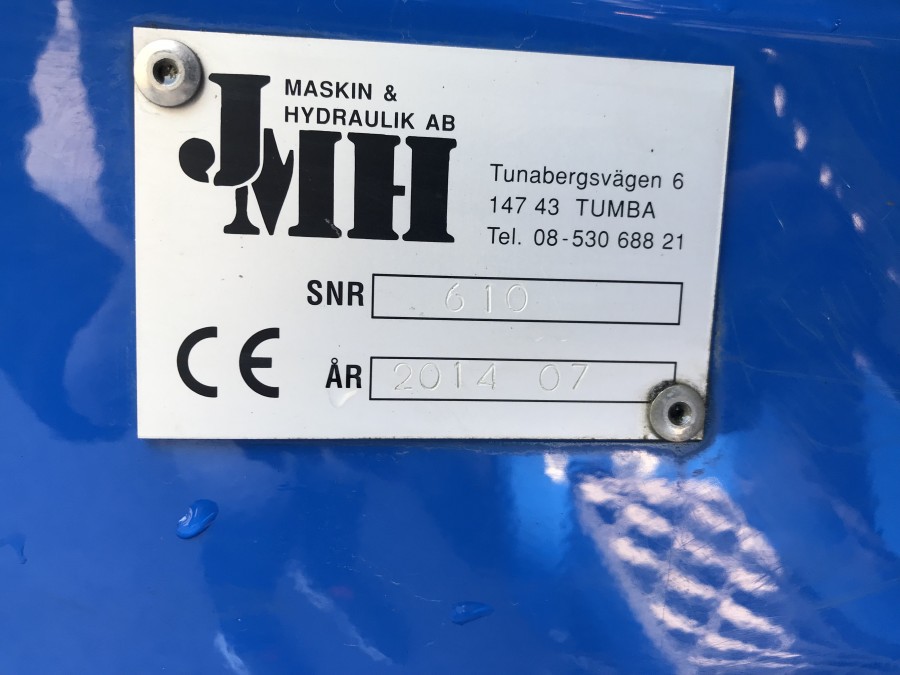 JMH
MASKIN &
HYDRAULIK AB
Tunabergsvägen 6
147 43 TUMBA
Tel. 08-530 688 21
SNR 610
CE ÅR 2014 07